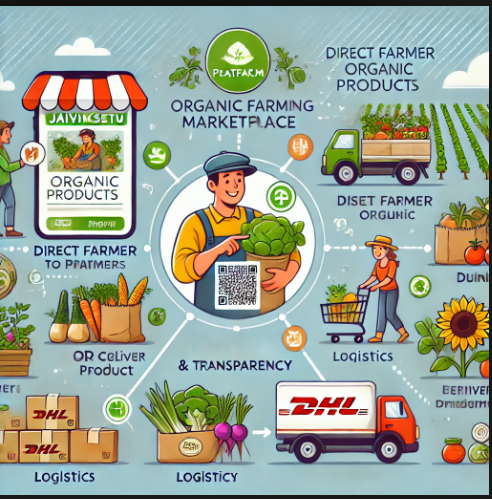 PLATFARM
ORGANIC FARMING
MARKETPLACE
DIRECT FARMER
ORGANIC
PRODUCTS
JAIVIKSETU
ORGANIC
PRODUCTS
DISET FARMER
ORGUNIC
DIRECT FARMER
TO PRATMERS
OR CELIVER
PRODUCT
& TRANSPARENCY
Logistics
DHL
DHL
DHL
Logistics
LOGISTICY